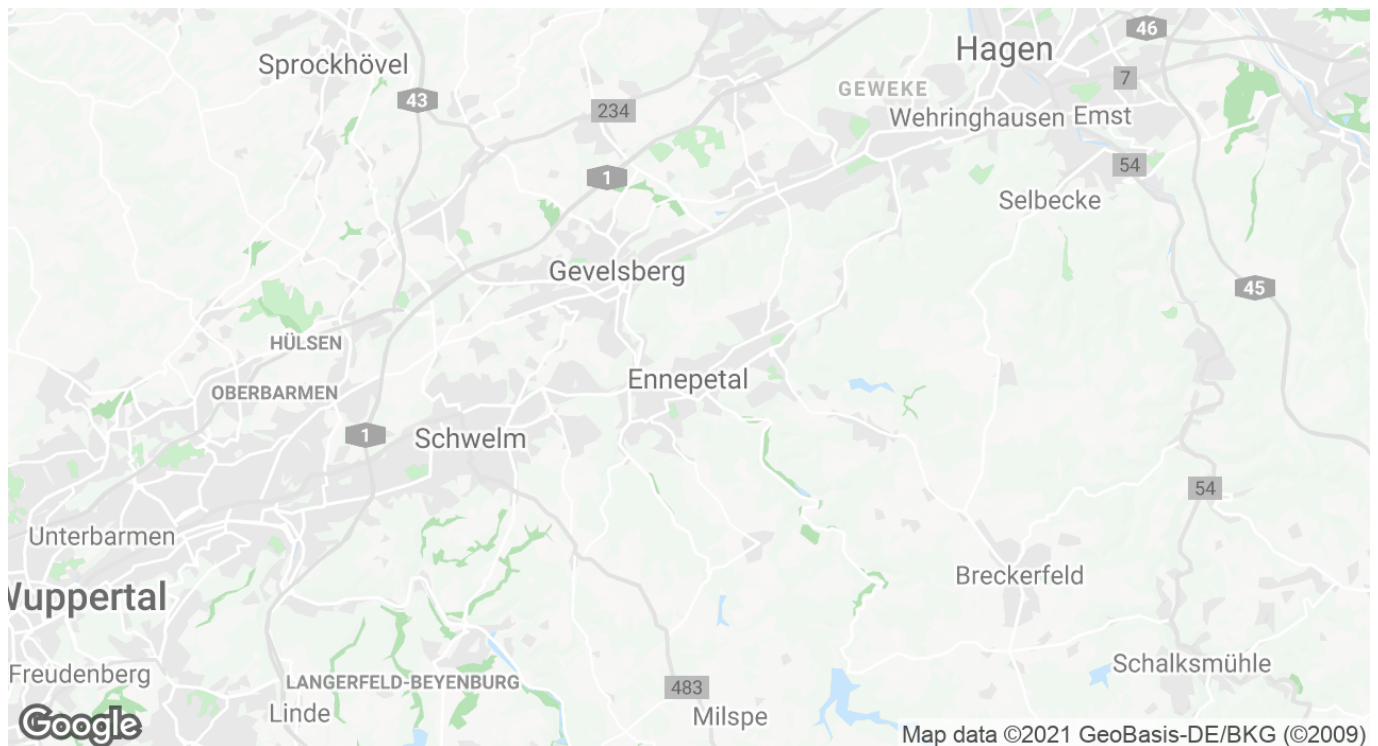 46
Hagen
Sprockhövel
7
GEWEKE
43
234
Wehringhausen
Emst
54
1
Selbecke
Gevelsberg
45
HÜLSEN
Ennepetal
OBERBARMEN
1
Schwelm
54
Unterbarmen
Breckerfeld
Wuppertal
Schalksmühle
Freudenberg
LANGERFELD-BEYENBURG
483
Linde
Milspe
Google
Map data ©2021 GeoBasis-DE/BKG (©2009)